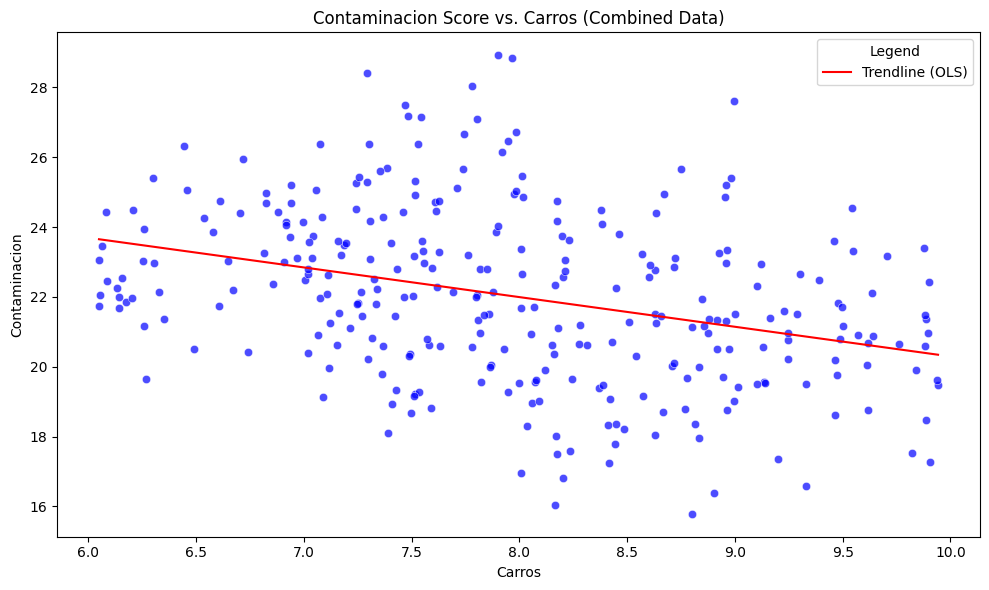 Contaminacion Score vs. Carros (Combined Data)
Legend
Trendline (OLS)
Contaminacion
28
26
24
22
20
18
16
6.0 6.5 7.0 7.5 8.0 8.5 9.0 9.5 10.0
Carros